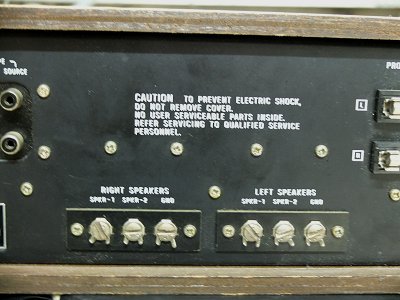 SOURCE
PRO
CAUTION TO PREVENT ELECTRIC SHOCK,
DO NOT REMOVE COVER.
NO USER SERVICEABLE PARTS INSIDE.
REFER SERVICING TO QUALIFIED SERVICE
PERSONNEL.
L
RIGHT SPEAKERS
SPKR-1 SPKR-2 GND
LEFT SPEAKERS
SPKR-1 SPKR-2 GND